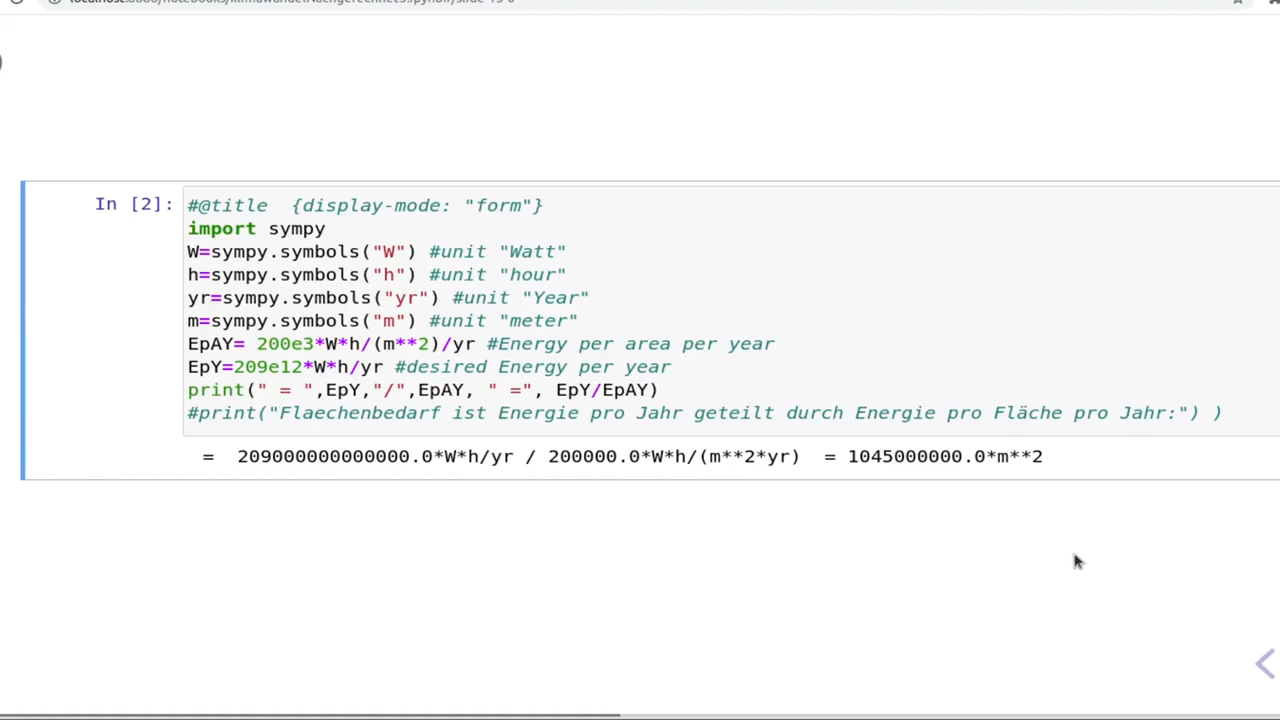 In [2]:
#@title {display-mode: "form"}
import sympy
W=sympy.symbols("W") #unit "Watt"
h=sympy.symbols("h") #unit "hour"
yr=sympy.symbols("yr") #unit "Year"
m=sympy.symbols("m") #unit "meter"
EpAY= 200e3*W*h/(m**2)/yr #Energy per area per year
EpY=209e12*W*h/yr #desired Energy per year
print(" = ",EpY,"/",EpAY, " =", EpY/EpAY)
#print("Flaechenbedarf ist Energie pro Jahr geteilt durch Energie pro Fläche pro Jahr:") )
= 209000000000000.0*W*h/yr / 200000.0*W*h/(m**2*yr) = 1045000000.0*m**2